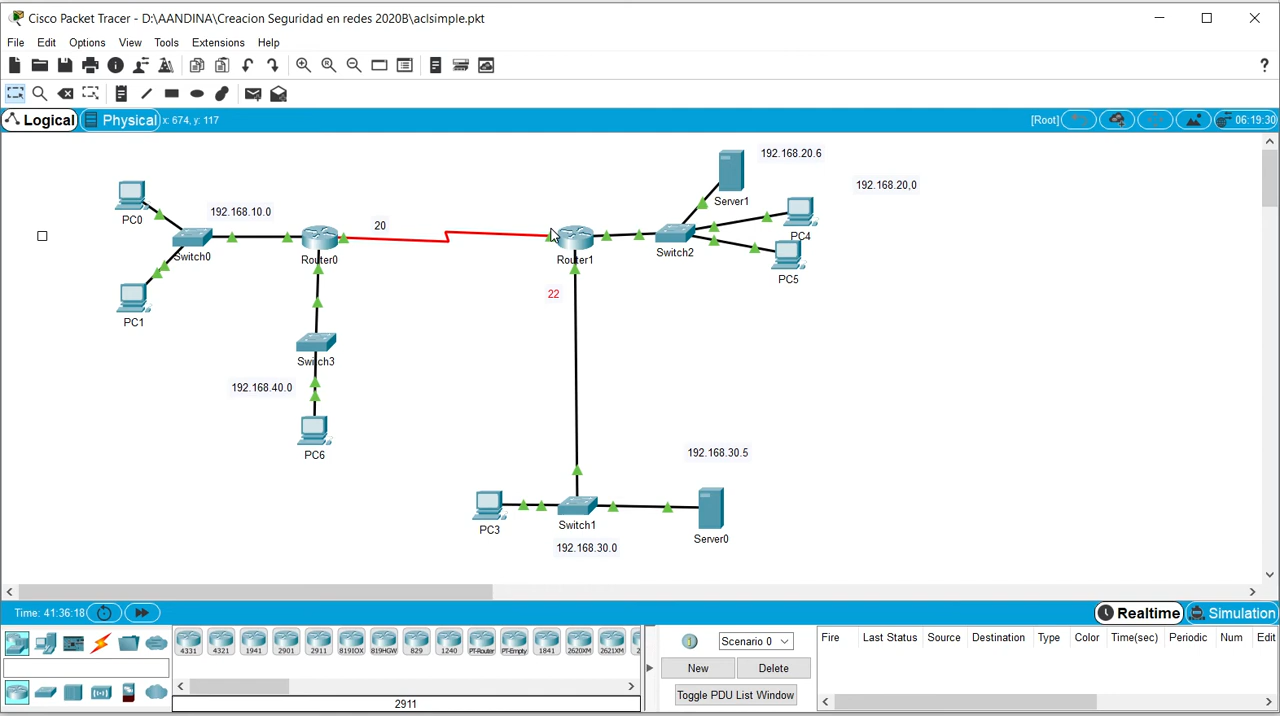 Cisco Packet Tracer - D:\AANDINA\Creacion Seguridad en redes 2020B\aclsimple.pkt
File Edit Options View Tools Extensions Help
?
Logical Physical x: 674, y: 117 [Root] 06:19:30
192.168.20.6
192.168.20,0
Server1
PC0
192.168.10.0
20
PC4
Switch0
Router0
Router1
Switch2
PC5
22
PC1
Switch3
192.168.40.0
PC6
192.168.30.5
PC3
Switch1
Server0
192.168.30.0
Time: 41:36:18 Realtime Simulation
4331 4321 1941 2901 2911 819IOX 819HGW 829 1240 PT-Router PT-Empty 1841 2620XM 2621XM
2911
Scenario 0
New Delete
Toggle PDU List Window
Fire Last Status Source Destination Type Color Time(sec) Periodic Num Edit